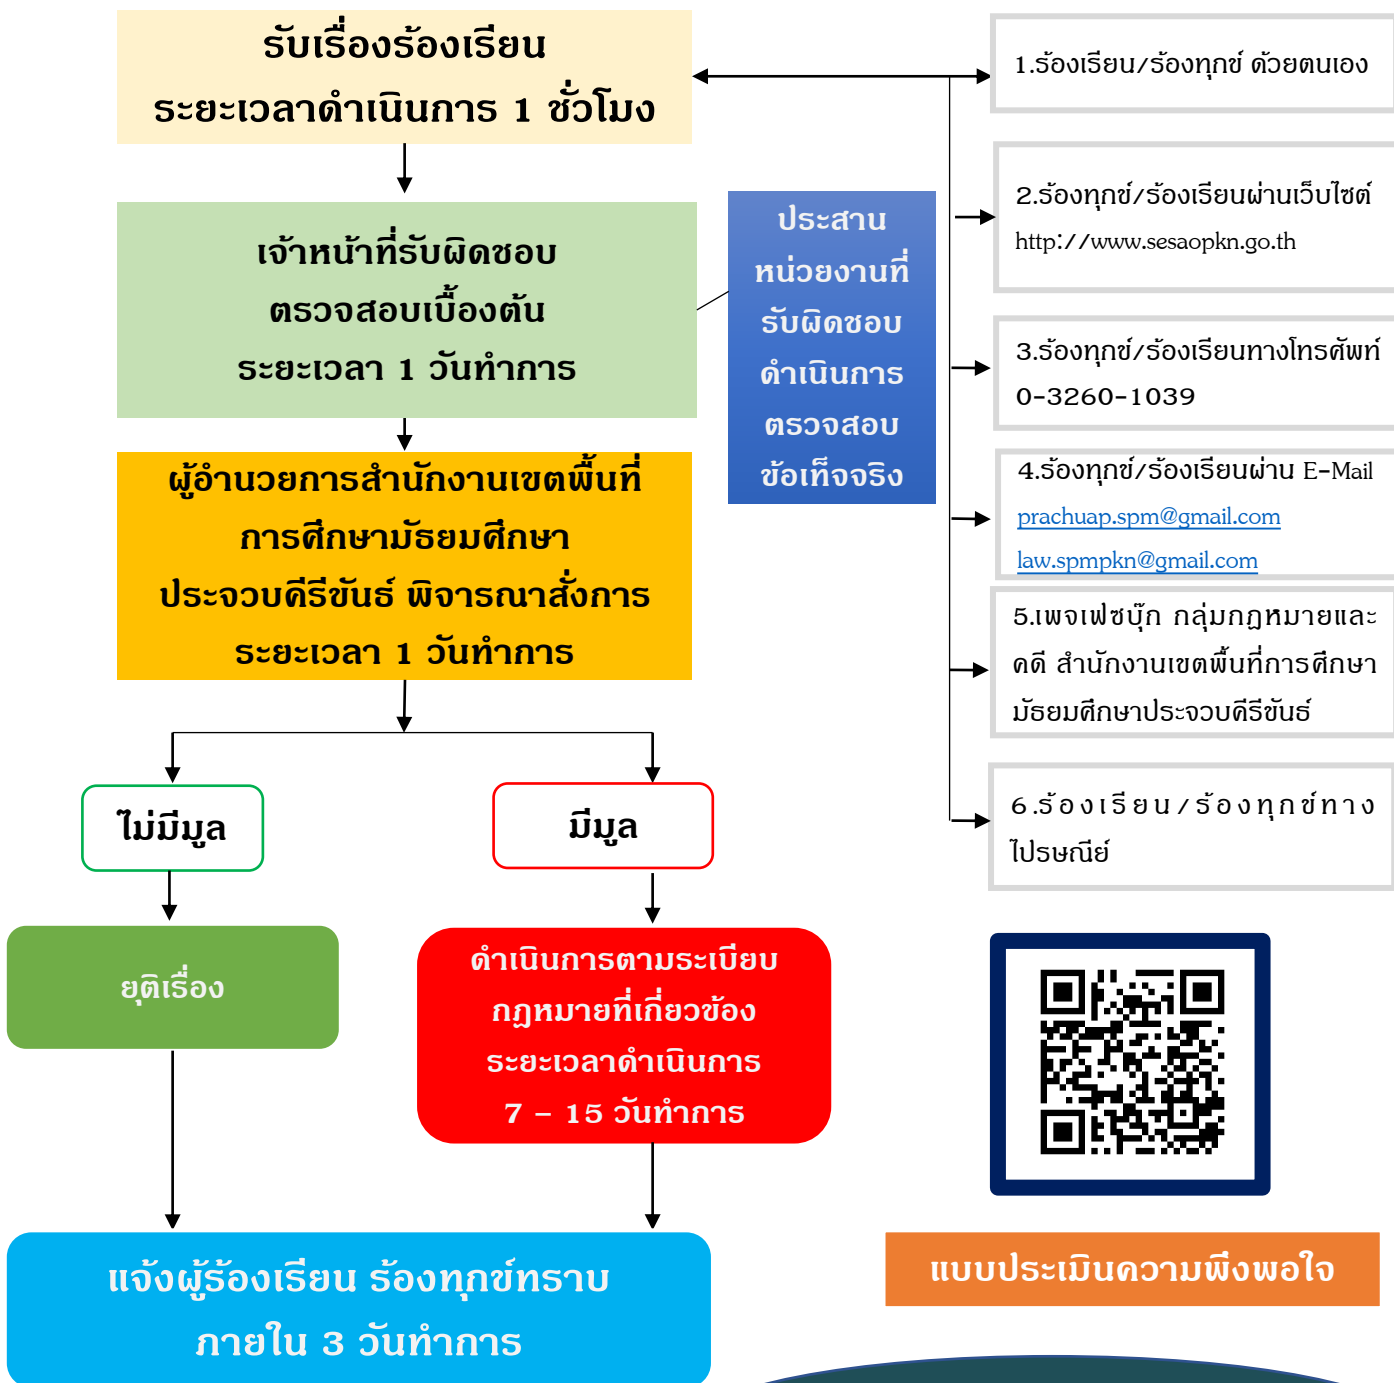 รับเรื่องร้องเรียน
ระยะเวลาดำเนินการ 1 ชั่วโมง
เจ้าหน้าที่รับผิดชอบ
ตรวจสอบเบื้องต้น
ระยะเวลา 1 วันทำการ
ประสาน
หน่วยงานที่
รับผิดชอบ
ดำเนินการ
ตรวจสอบ
ข้อเท็จจริง
ผู้อำนวยการสำนักงานเขตพื้นที่
การศึกษามัธยมศึกษา
ประจวบคีรีขันธ์ พิจารณาสั่งการ
ระยะเวลา 1 วันทำการ
ไม่มีมูล
มีมูล
ยุติเรื่อง
ดำเนินการตามระเบียบ
กฎหมายที่เกี่ยวข้อง
ระยะเวลาดำเนินการ
7 – 15 วันทำการ
แจ้งผู้ร้องเรียน ร้องทุกข์ทราบ
ภายใน 3 วันทำการ
1.ร้องเรียน/ร้องทุกข์ ด้วยตนเอง
2.ร้องทุกข์/ร้องเรียนผ่านเว็บไซต์
http://www.sesaopkn.go.th
3.ร้องทุกข์/ร้องเรียนทางโทรศัพท์
0-3260-1039
4.ร้องทุกข์/ร้องเรียนผ่าน E-Mail
prachuap.spm@gmail.com
law.spmpkn@gmail.com
5.เพจเฟซบุ๊ก กลุ่มกฎหมายและ
คดี สำนักงานเขตพื้นที่การศึกษา
มัธยมศึกษาประจวบคีรีขันธ์
6.ร้องเรียน/ร้องทุกข์ทาง
ไปรษณีย์
แบบประเมินความพึงพอใจ